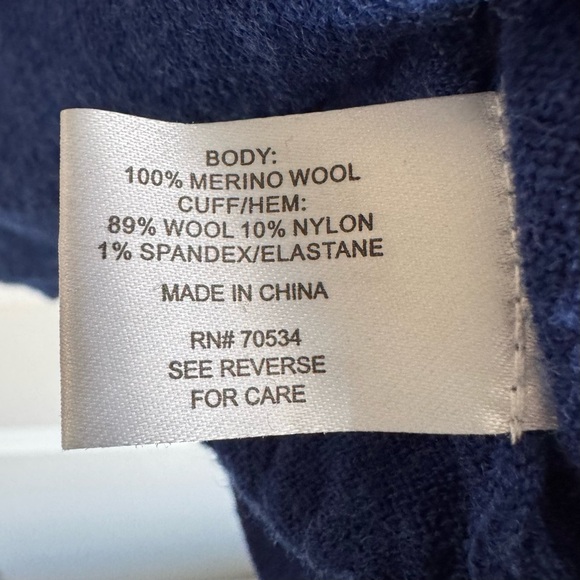 BODY:
100% MERINO WOOL
CUFF/HEM:
89% WOOL 10% NYLON
1% SPANDEX/ELASTANE
MADE IN CHINA
RN# 70534
SEE REVERSE
FOR CARE